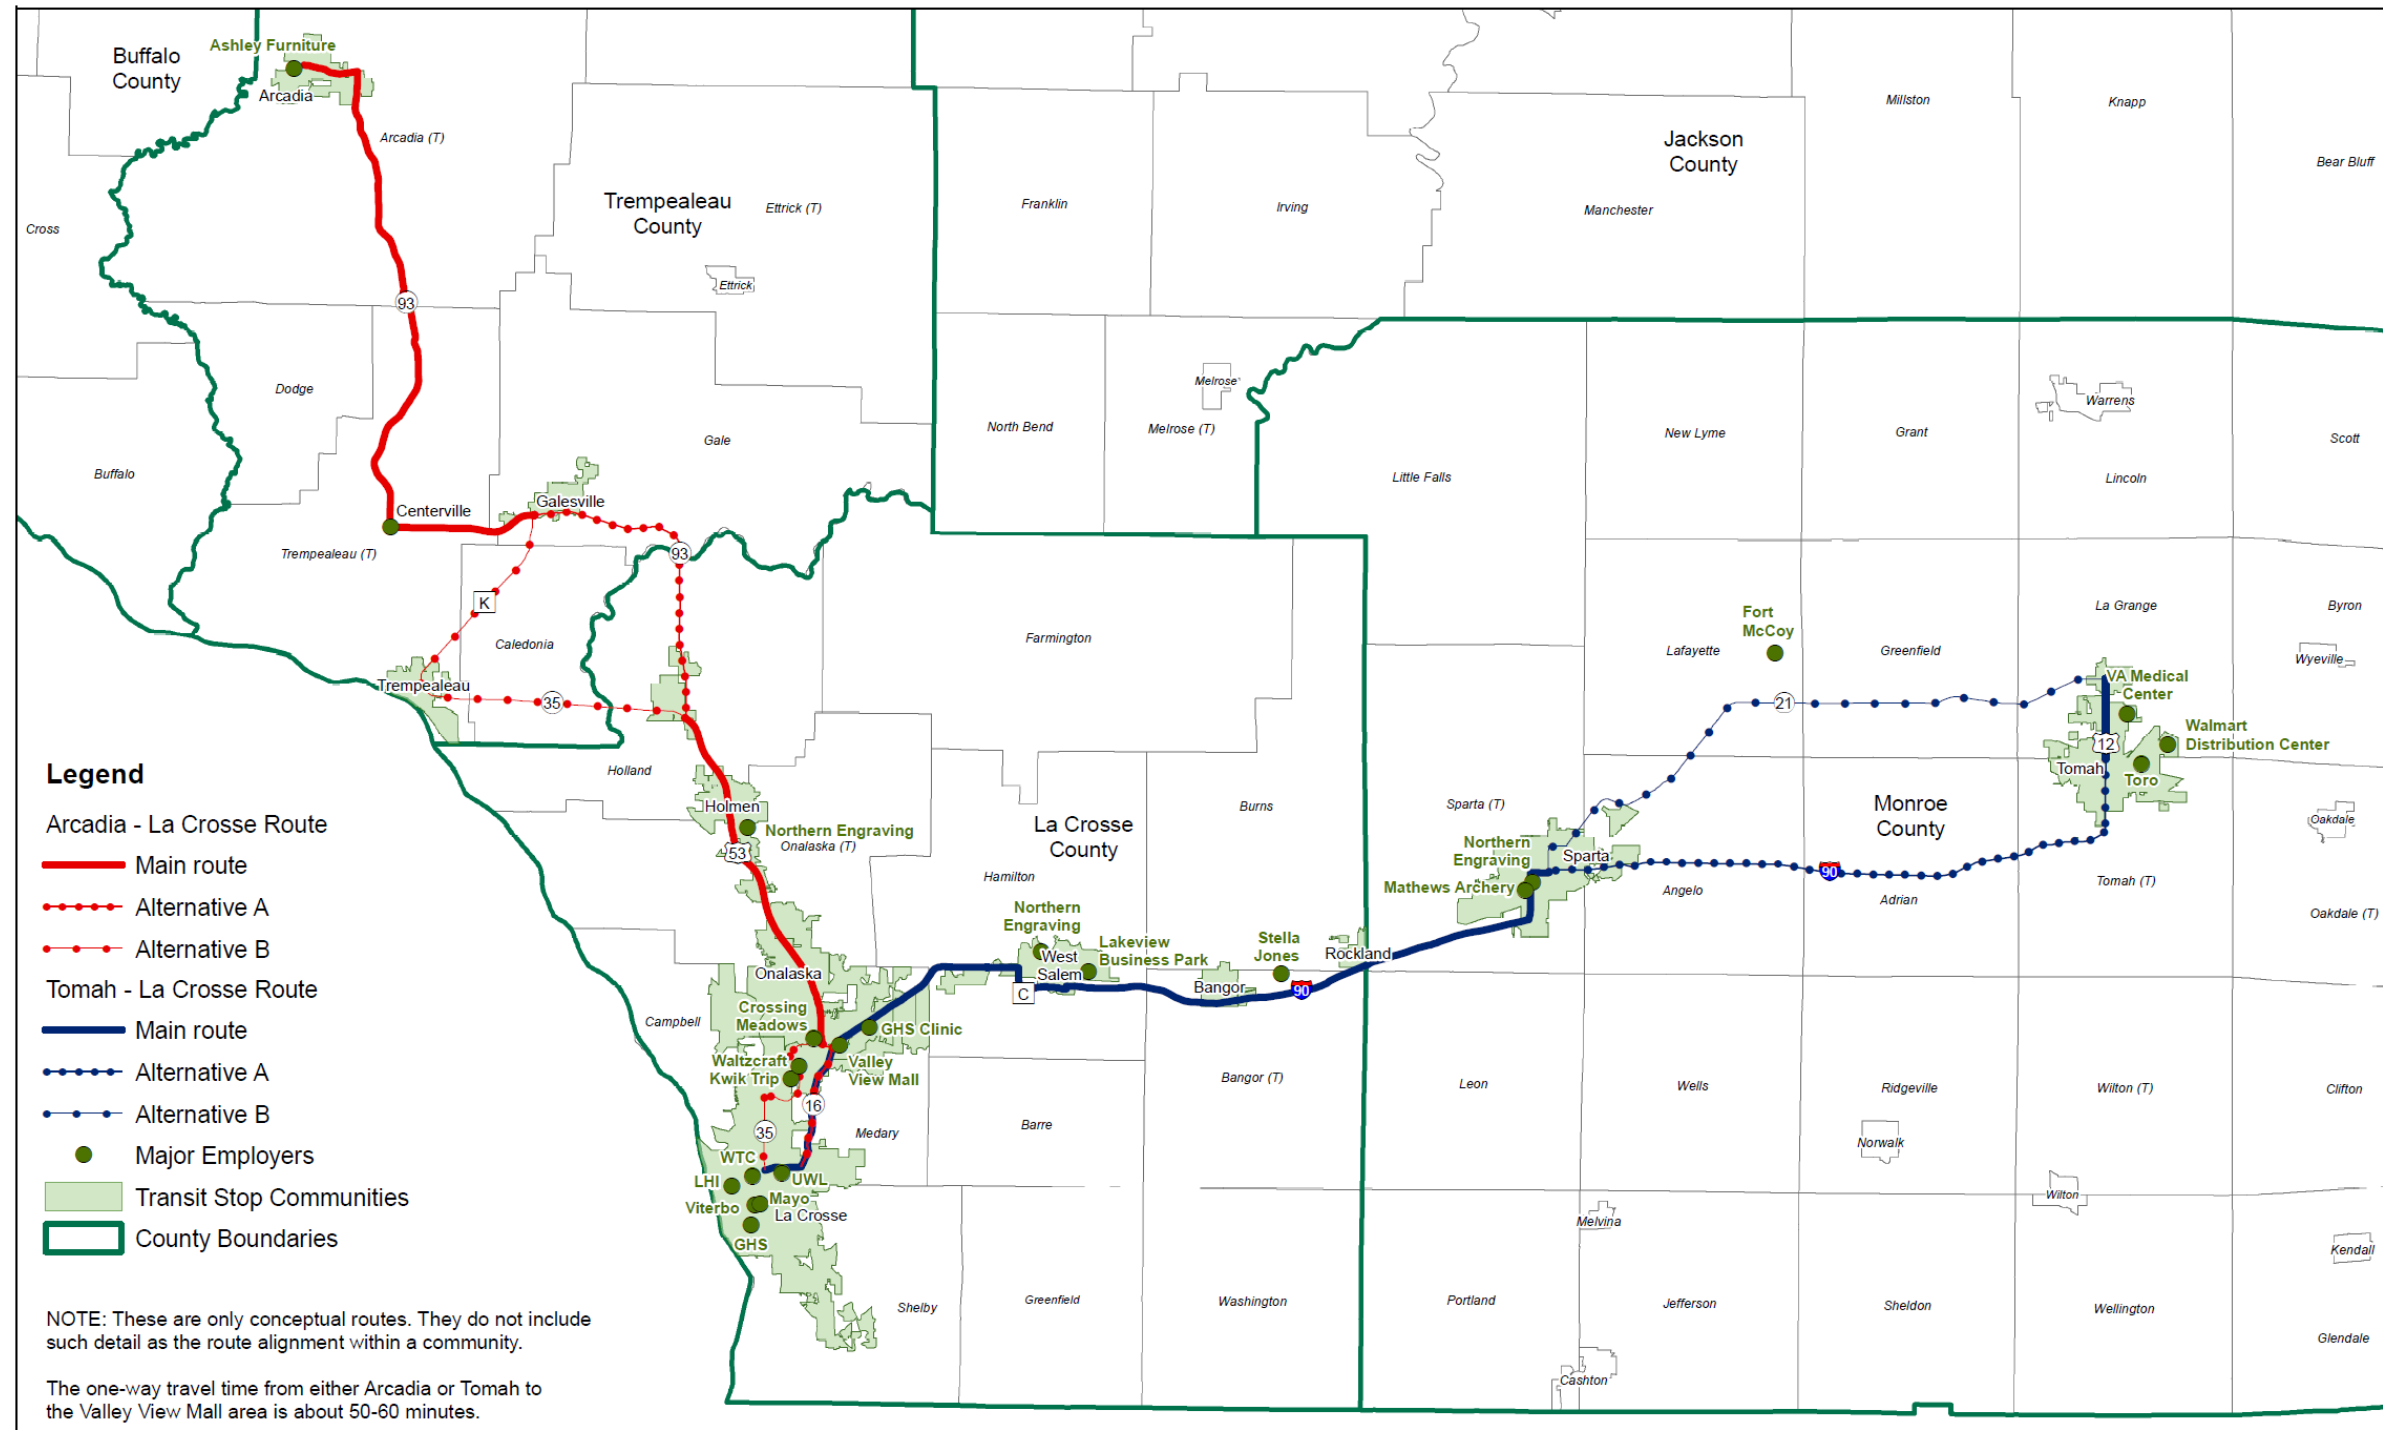 Buffalo
County
Ashley Furniture
Arcadia
Arcadia (T)
Cross
Trempealeau
County
Ettrick (T)
Ettrick
Franklin
Irving
Jackson
County
Manchester
Millston
Knapp
Bear Bluff
93
Dodge
Buffalo
Gale
North Bend
Melrose
Melrose (T)
Little Falls
New Lyme
Grant
Warrens
Lincoln
Scott
Centerville
Galesville
Trempealeau (T)
93
K
Caledonia
Trempealeau
35
Farmington
Fort
McCoy
Lafayette
Greenfield
La Grange
Byron
Wyeville
21
VA Medical
Center
Walmart
Distribution Center
12
Tomah
Toro
Holland
Holmen
Northern Engraving
Onalaska (T)
53
La Crosse
County
Burns
Sparta (T)
Northern
Engraving
Sparta
Mathews Archery
Monroe
County
Oakdale
90
Angelo
Adrian
Tomah (T)
Oakdale (T)
Hamilton
Northern
Engraving
West
Salem
Lakeview
Business Park
Stella
Jones
Rockland
Bangor
C
90
Onalaska
Crossing
Meadows
Campbell
GHS Clinic
Waltzcraft
Kwik Trip
Valley
View Mall
16
35
Medary
Barre
Bangor (T)
Leon
Wells
Ridgeville
Wilton (T)
Clifton
Norwalk
WTC
LHI
UWL
Viterbo
Mayo
La Crosse
GHS
Melvina
Wilton
Kendall
Shelby
Greenfield
Washington
Portland
Jefferson
Sheldon
Wellington
Glendale
Cashton
Legend
Arcadia - La Crosse Route
Main route
Alternative A
Alternative B
Tomah - La Crosse Route
Main route
Alternative A
Alternative B
Major Employers
Transit Stop Communities
County Boundaries
NOTE: These are only conceptual routes. They do not include
such detail as the route alignment within a community.
The one-way travel time from either Arcadia or Tomah to
the Valley View Mall area is about 50-60 minutes.